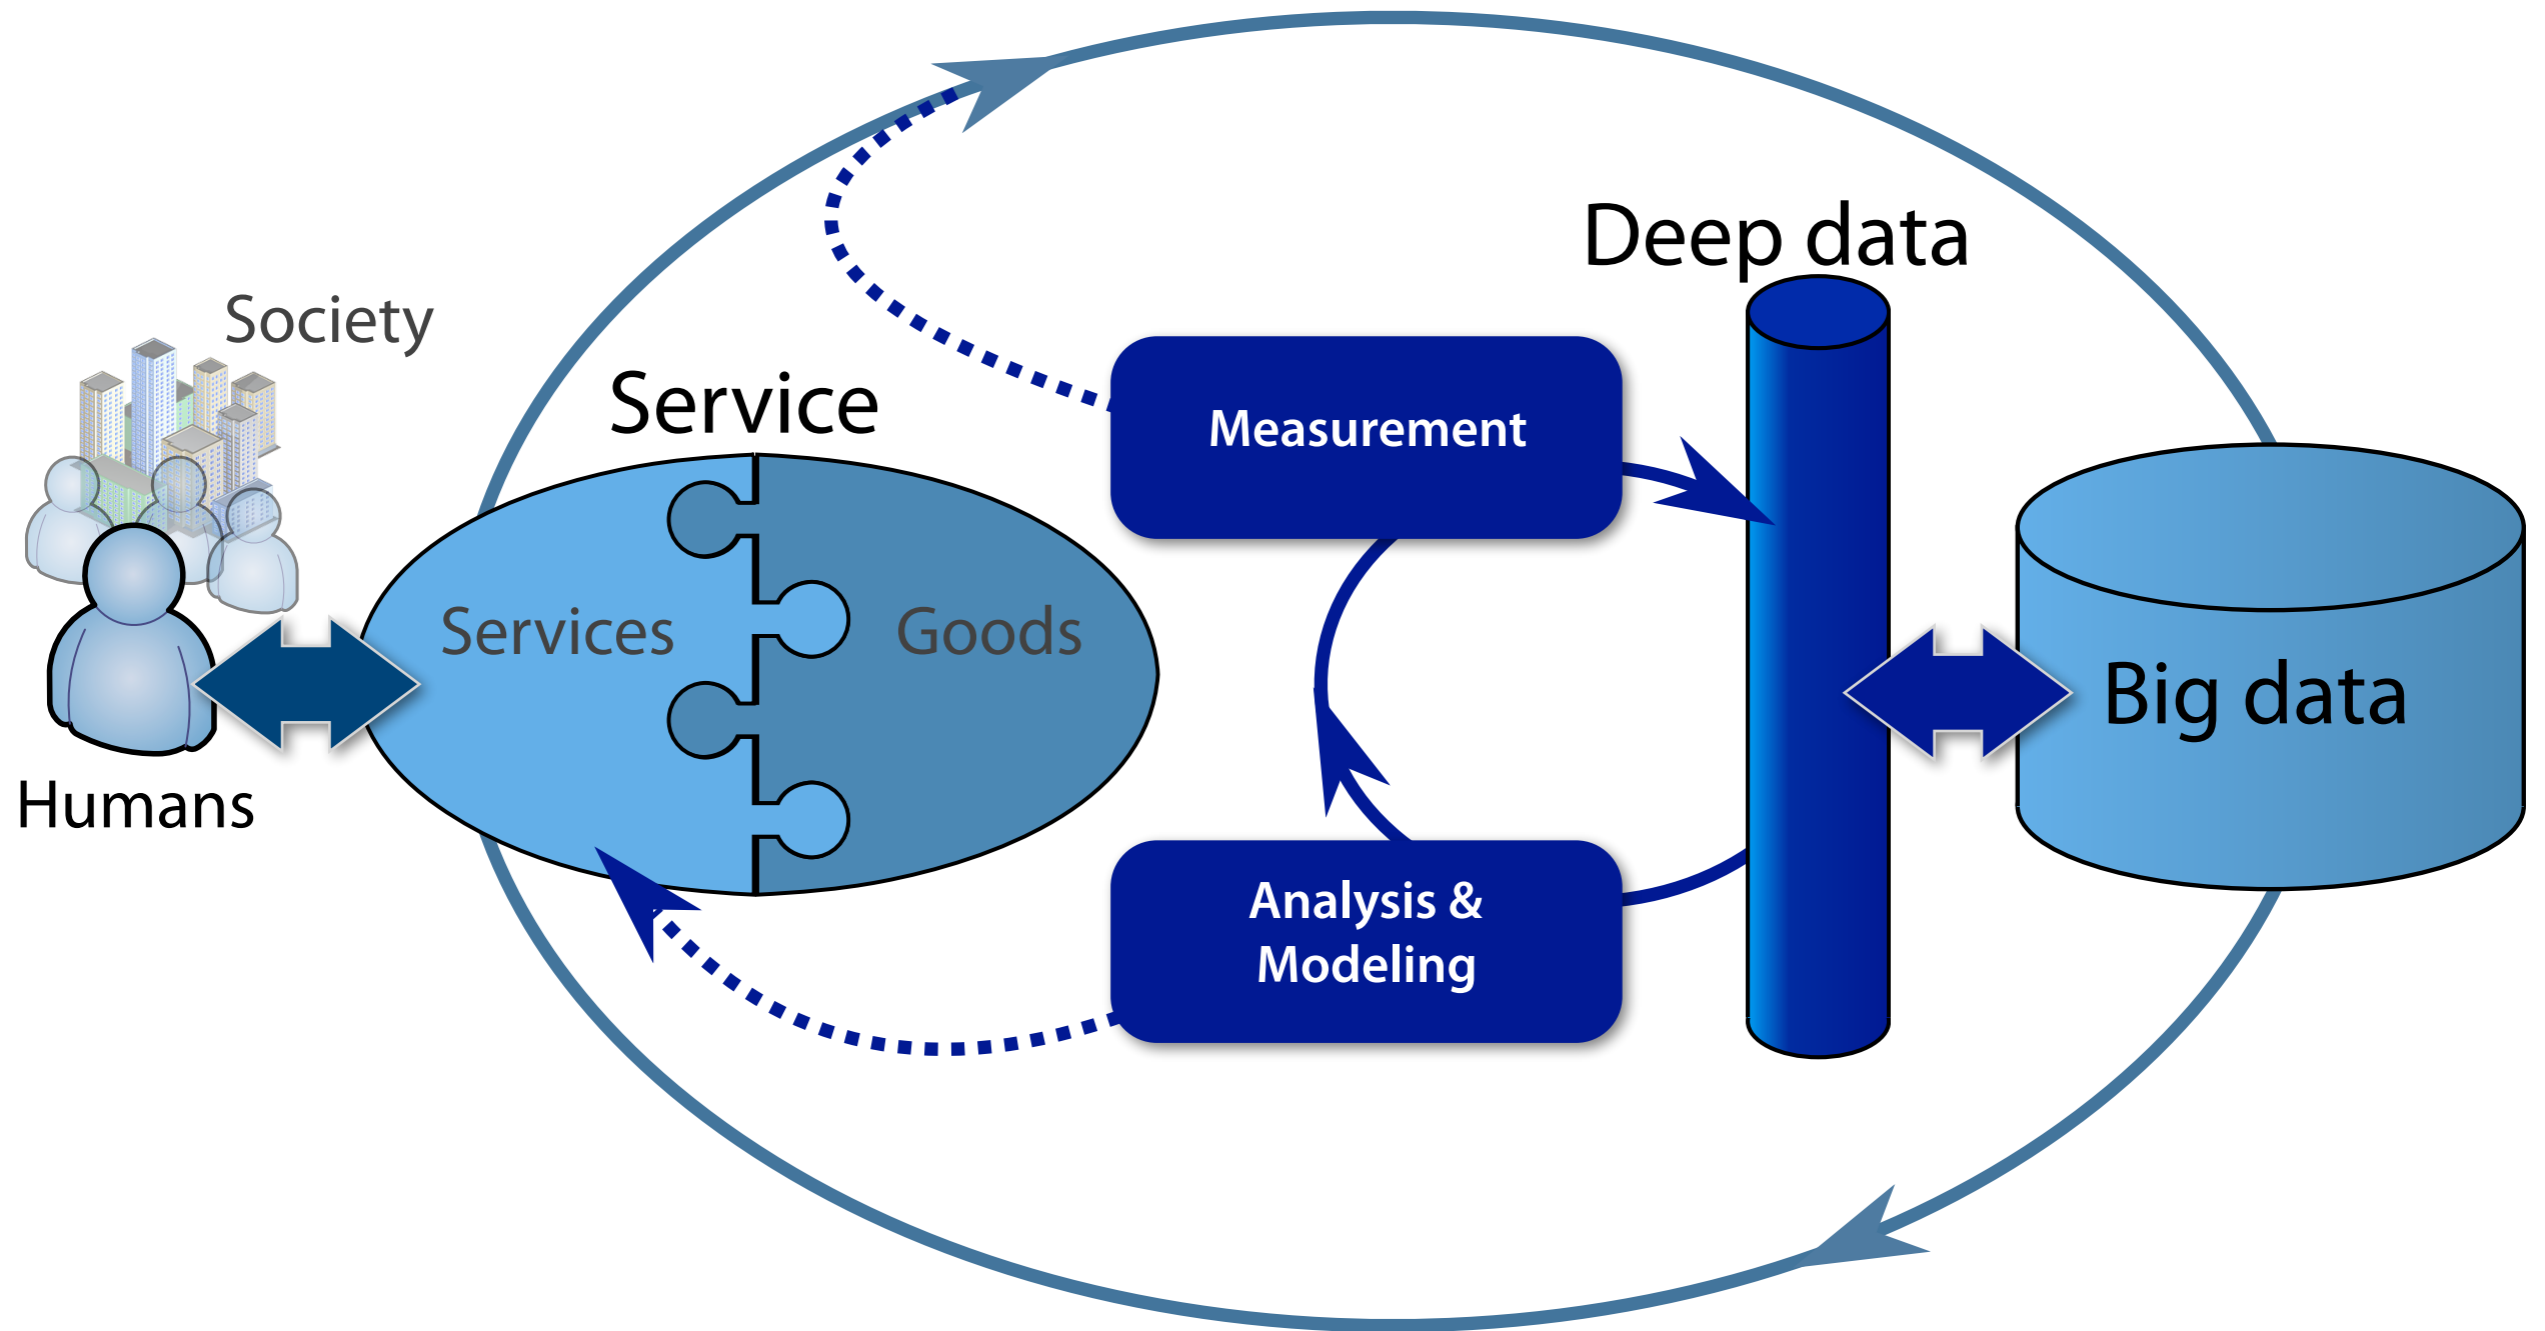 Deep data
Society
Service
Measurement
Services
Goods
Big data
Humans
Analysis &
Modeling